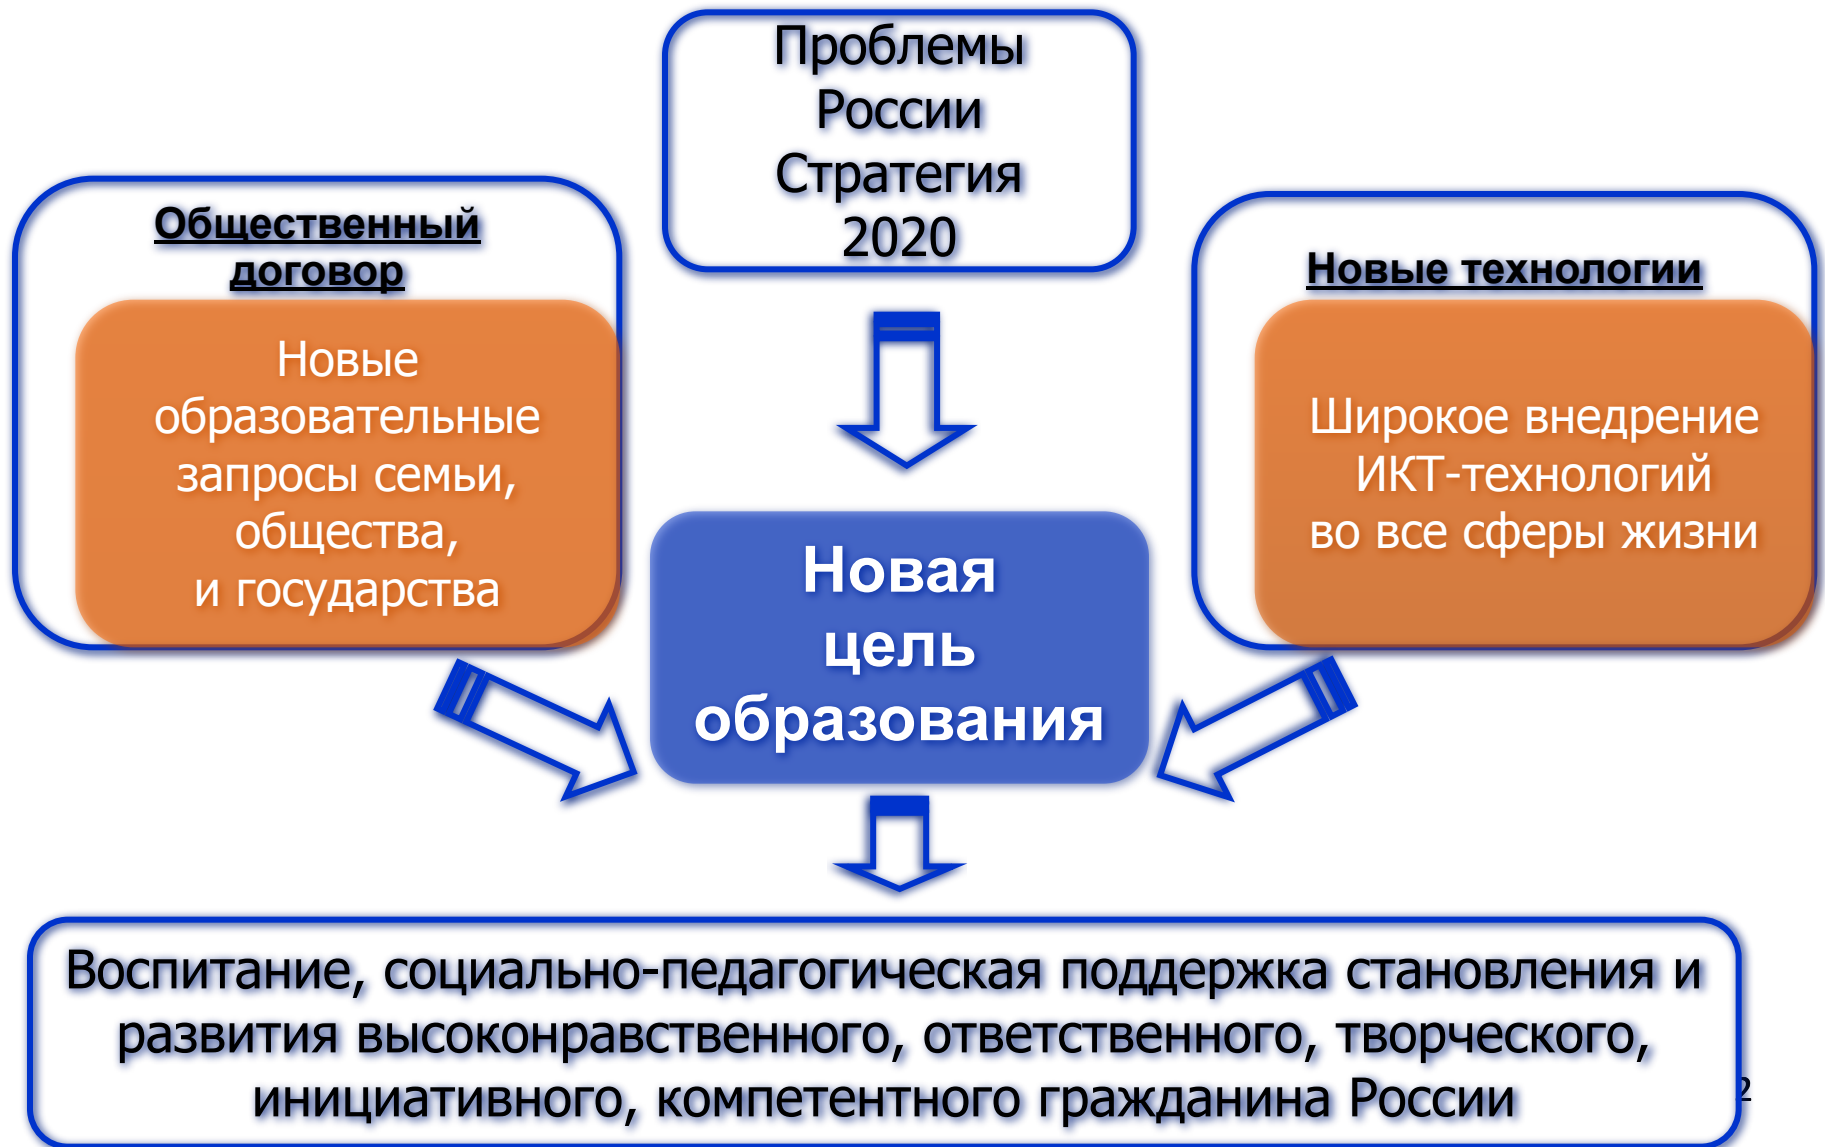 Проблемы
России
Стратегия
2020
Общественный
договор
Новые
образовательные
запросы семьи,
общества,
и государства
Новые технологии
Широкое внедрение
ИКТ-технологий
во все сферы жизни
Новая
цель
образования
Воспитание, социально-педагогическая поддержка становления и
развития высоконравственного, ответственного, творческого,
инициативного, компетентного гражданина России
2